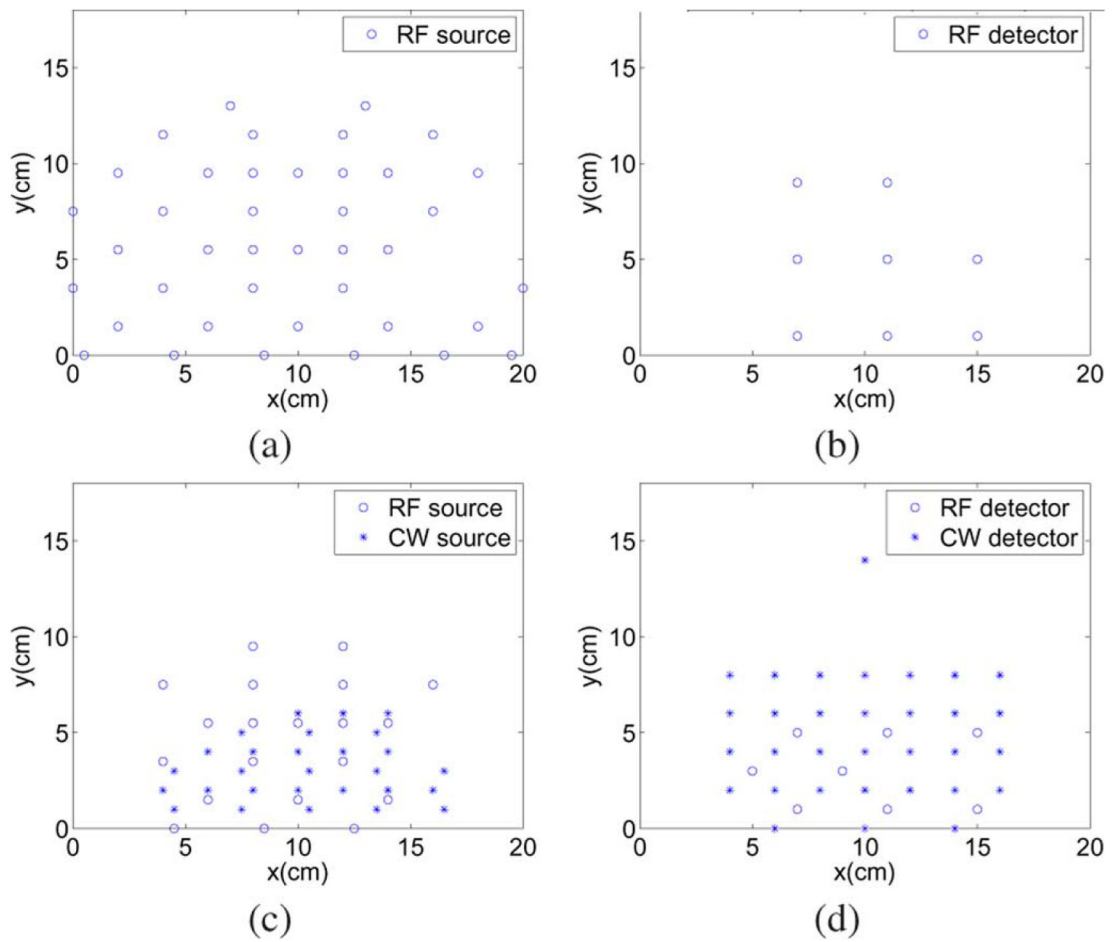 RF source
15
10
5
0
y(cm)
0 5 10 15 20
x(cm)
(a)
RF detector
15
10
5
0
y(cm)
0 5 10 15 20
x(cm)
(b)
RF source
CW source
15
10
5
0
y(cm)
0 5 10 15 20
x(cm)
(c)
RF detector
CW detector
15
10
5
0
y(cm)
0 5 10 15 20
x(cm)
(d)